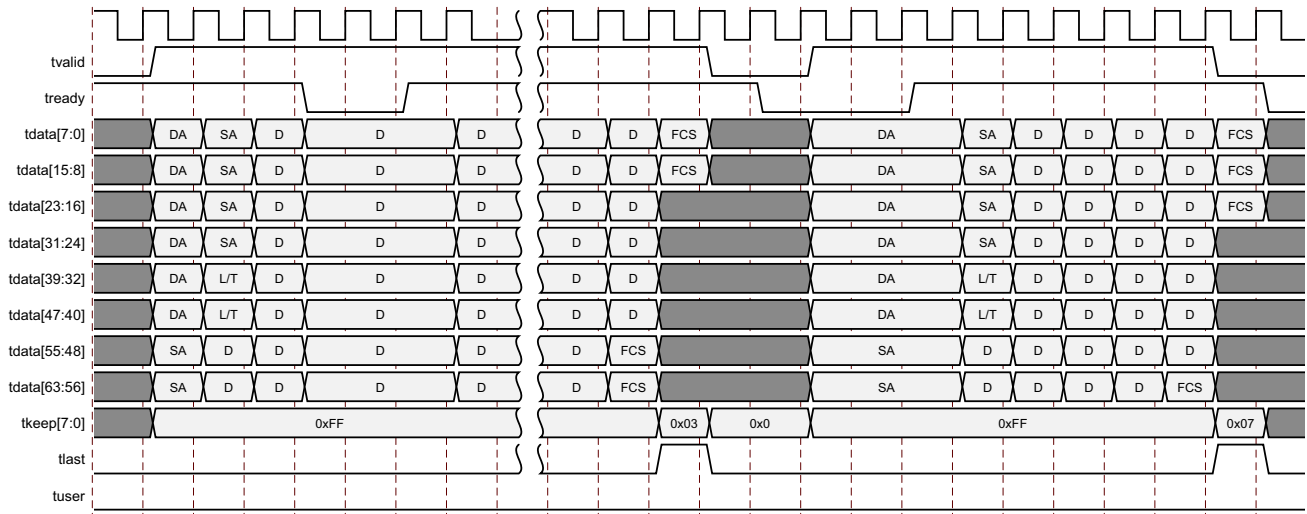 tvalid
tready
tdata[7:0] DA SA D D D D D FCS DA SA D D D D FCS
tdata[15:8] DA SA D D D D D FCS DA SA D D D D FCS
tdata[23:16] DA SA D D D D D DA SA D D D D FCS
tdata[31:24] DA SA D D D D D DA SA D D D D
tdata[39:32] DA L/T D D D D D DA L/T D D D D
tdata[47:40] DA L/T D D D D D DA L/T D D D D
tdata[55:48] SA D D D D D FCS SA D D D D D
tdata[63:56] SA D D D D D FCS SA D D D D FCS
tkeep[7:0] 0xFF 0x03 0x0 0xFF 0x07
tlast
tuser